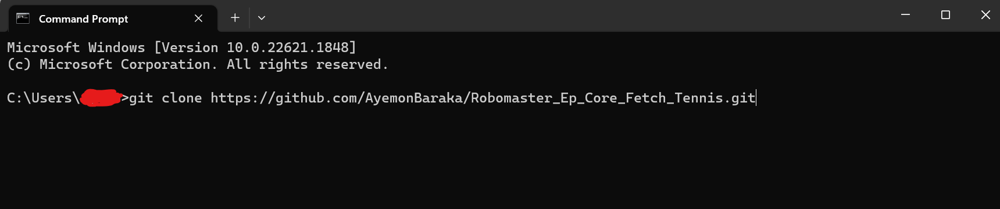 Command Prompt
Microsoft Windows [Version 10.0.22621.1848]
(c) Microsoft Corporation. All rights reserved.
C:\Users\>git clone https://github.com/AyemonBaraka/Robomaster_Ep_Core_Fetch_Tennis.git